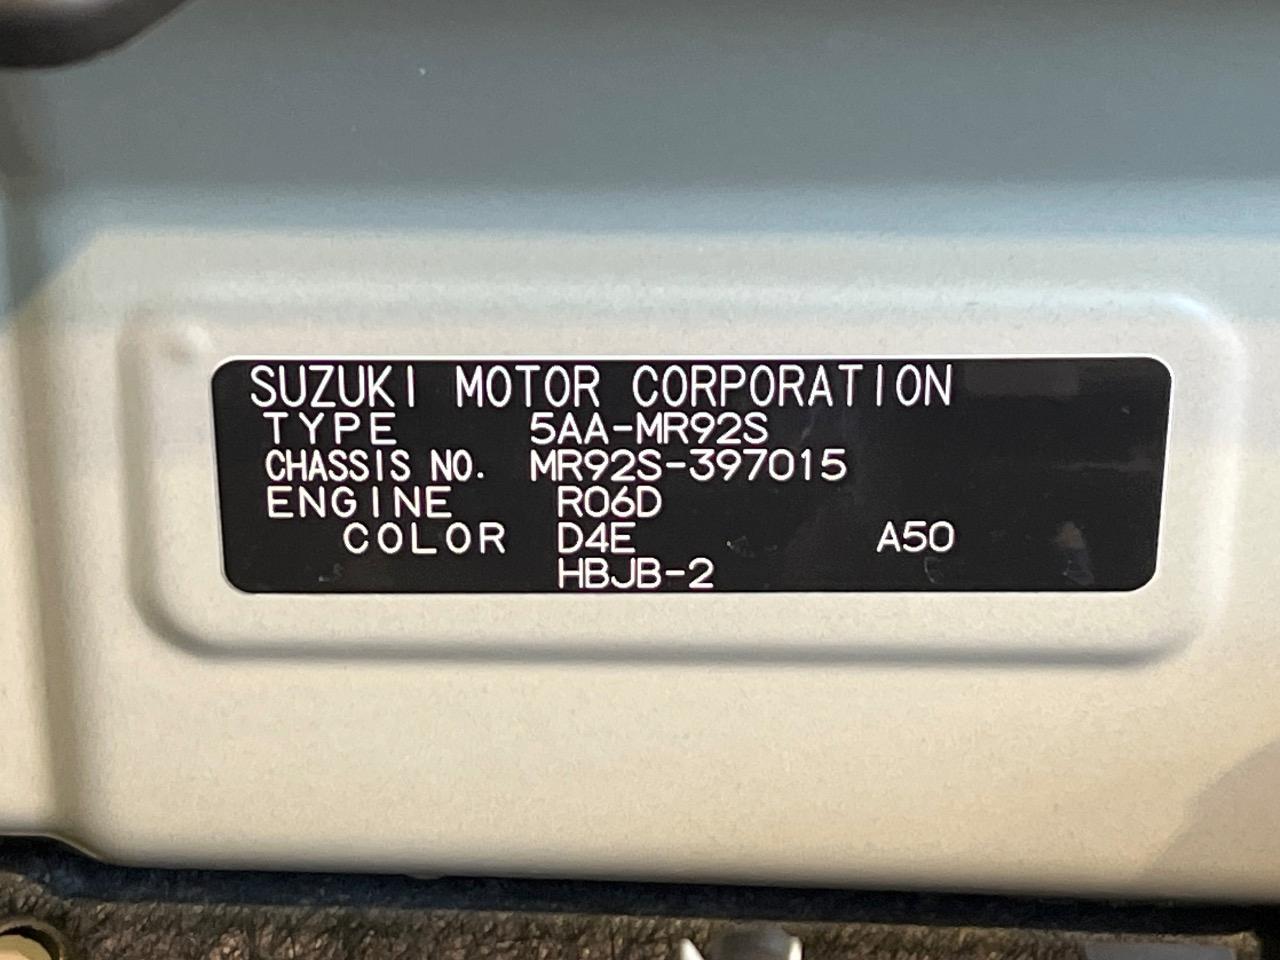 SUZUKI MOTOR CORPORATION
TYPE 5AA-MR92S
CHASSIS NO. MR92S-397015
ENGINE R06D
COLOR D4E A50
HBJB-2